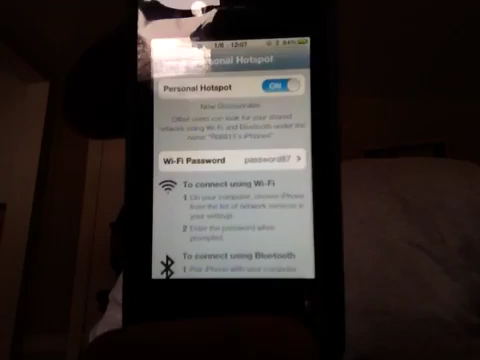 1/6 - 12:07 84%
Personal Hotspot
Personal Hotspot ON
Now Discoverable
Other users can look for your shared
network using Wi-Fi and Bluetooth under the
name
Wi-Fi Password password87
To connect using Wi-Fi
1 On your computer, choose iPhone
from the list of network services in
your settings.
2 Enter the password when
prompted.
To connect using Bluetooth
1 Pair iPhone with your computer